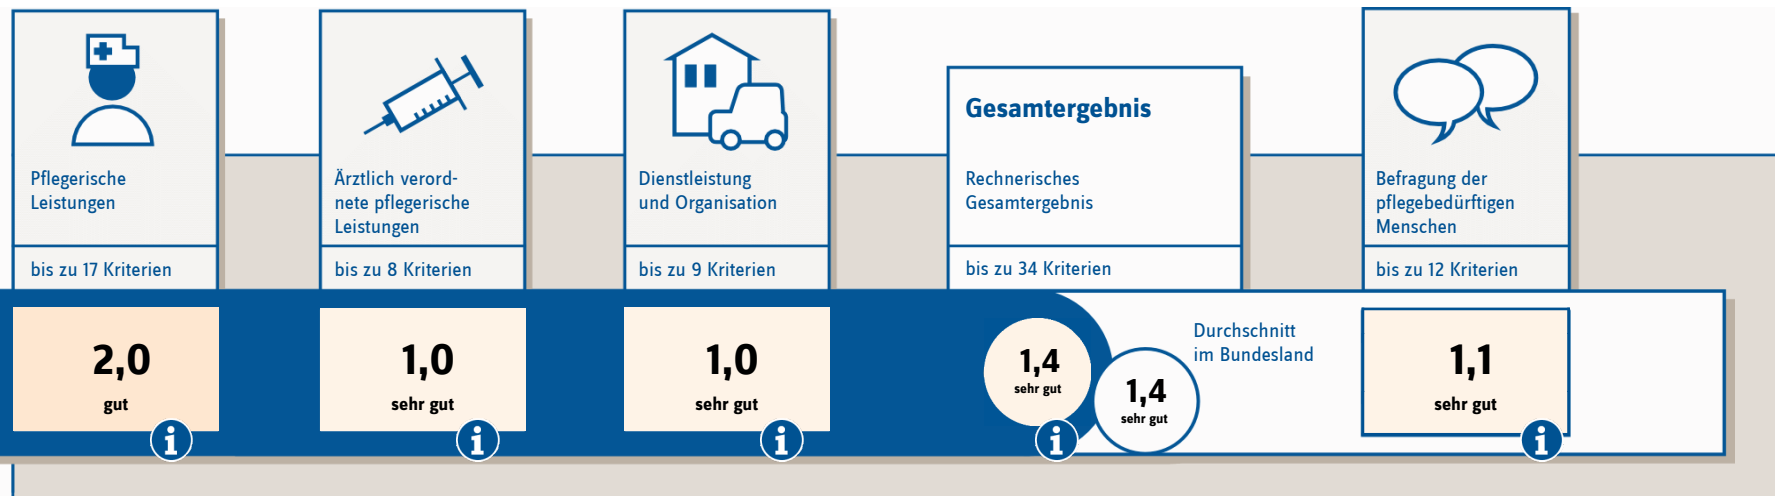 Pflegerische
Leistungen
bis zu 17 Kriterien
2,0
gut
i
Ärztlich verord-
nete pflegerische
Leistungen
bis zu 8 Kriterien
1,0
sehr gut
i
Dienstleistung
und Organisation
bis zu 9 Kriterien
1,0
sehr gut
i
Gesamtergebnis
Rechnerisches
Gesamtergebnis
bis zu 34 Kriterien
1,4
sehr gut
i
Durchschnitt
im Bundesland
1,4
sehr gut
Befragung der
pflegebedürftigen
Menschen
bis zu 12 Kriterien
1,1
sehr gut
i